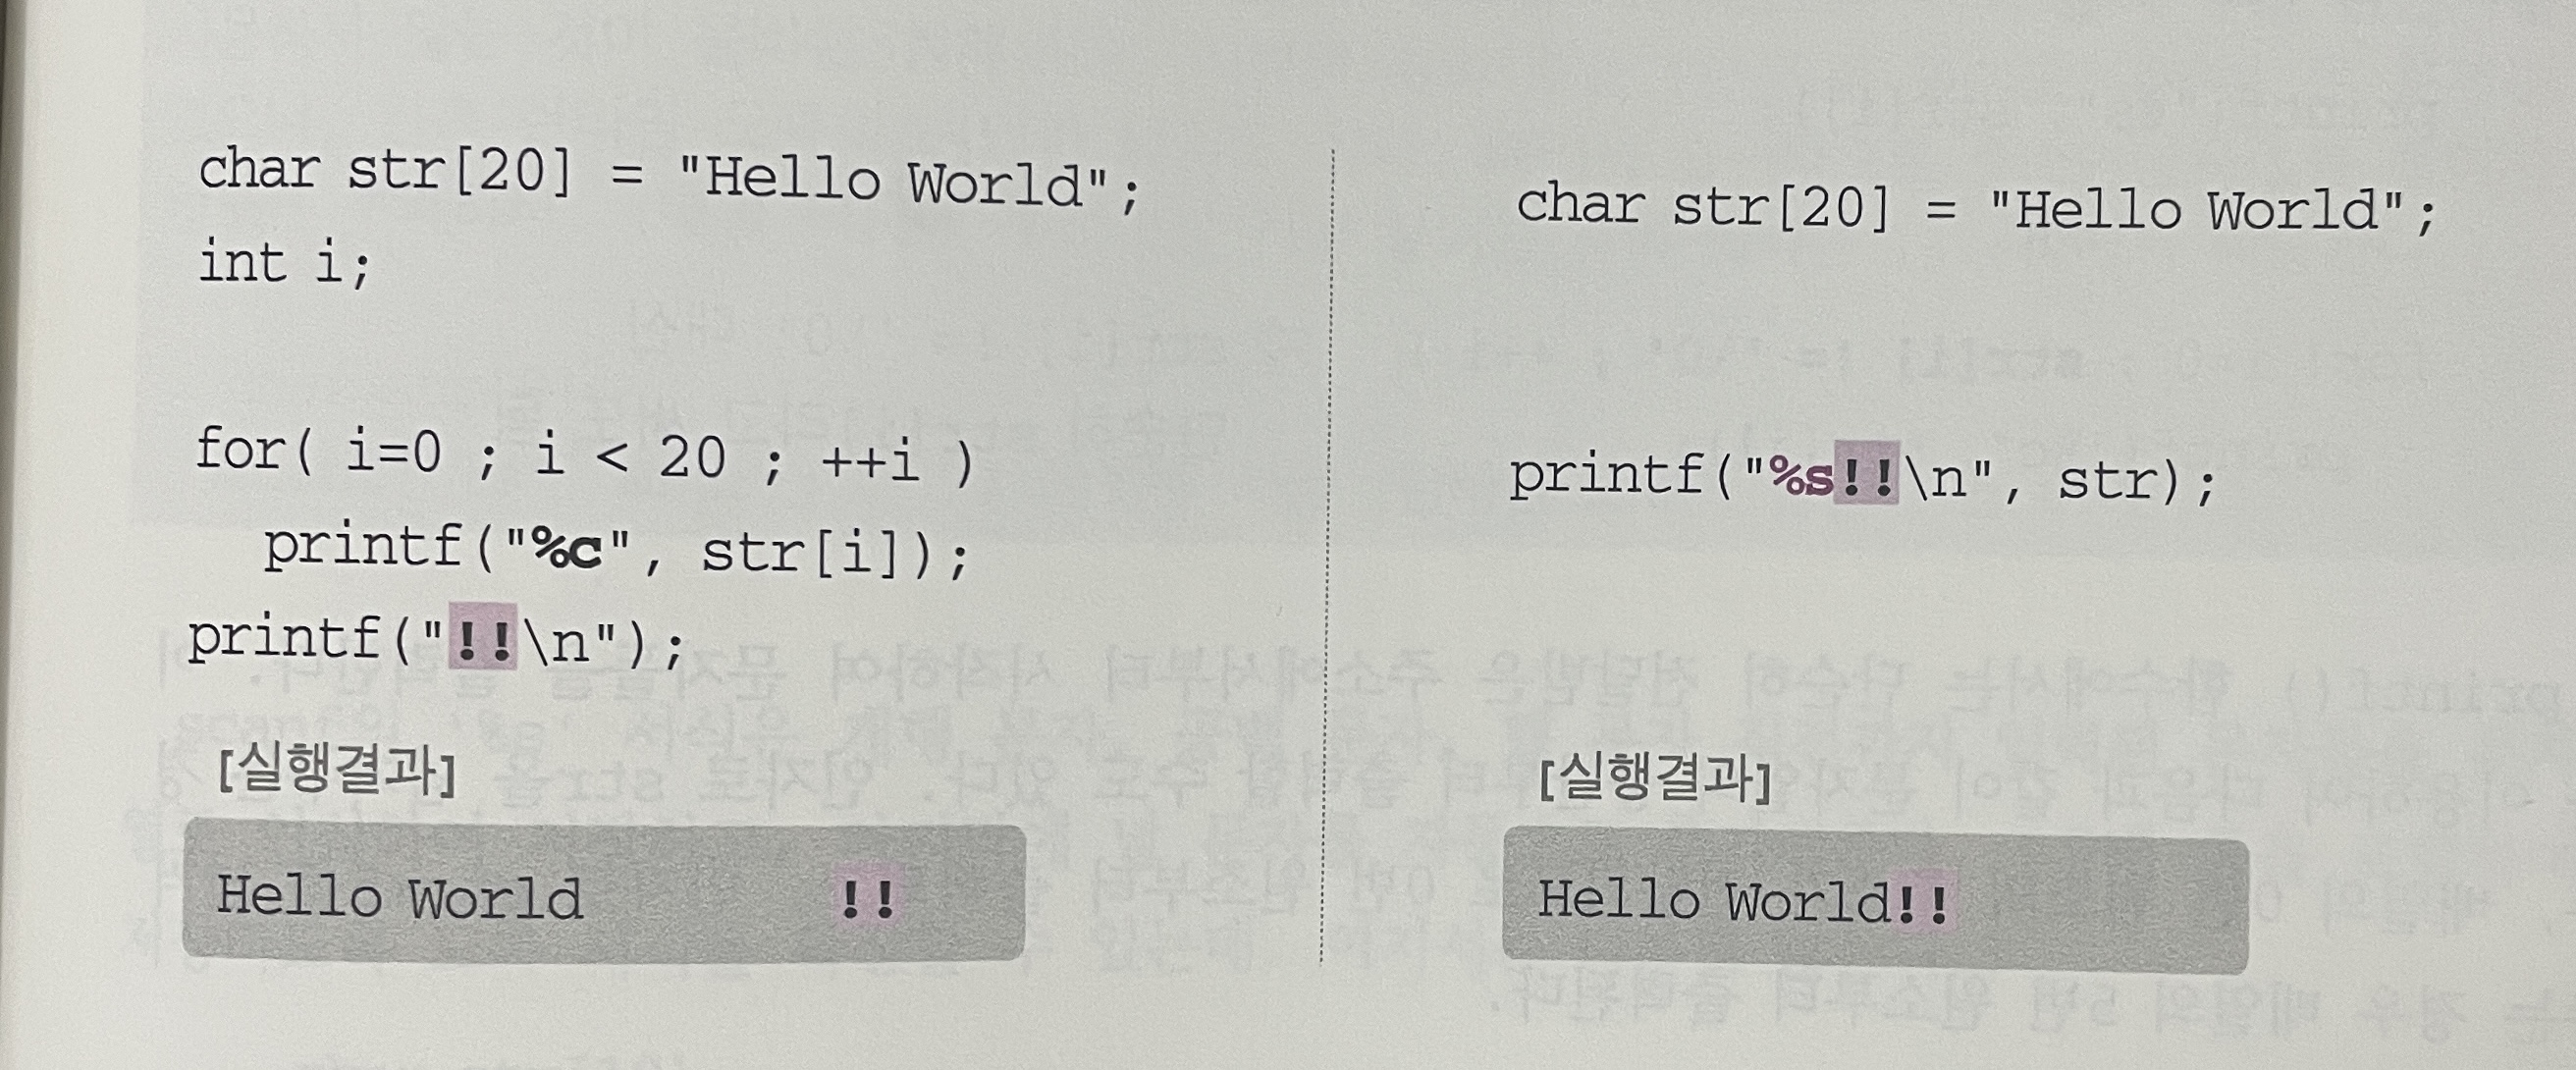 char str[20] = "Hello World";
int i;
for( i=0 ; i < 20 ; ++i )
printf("%c", str[i]);
printf("!!\n");
[실행결과]
Hello World !!
char str[20] = "Hello World";
printf("%s!!\n", str);
[실행결과]
Hello World!!